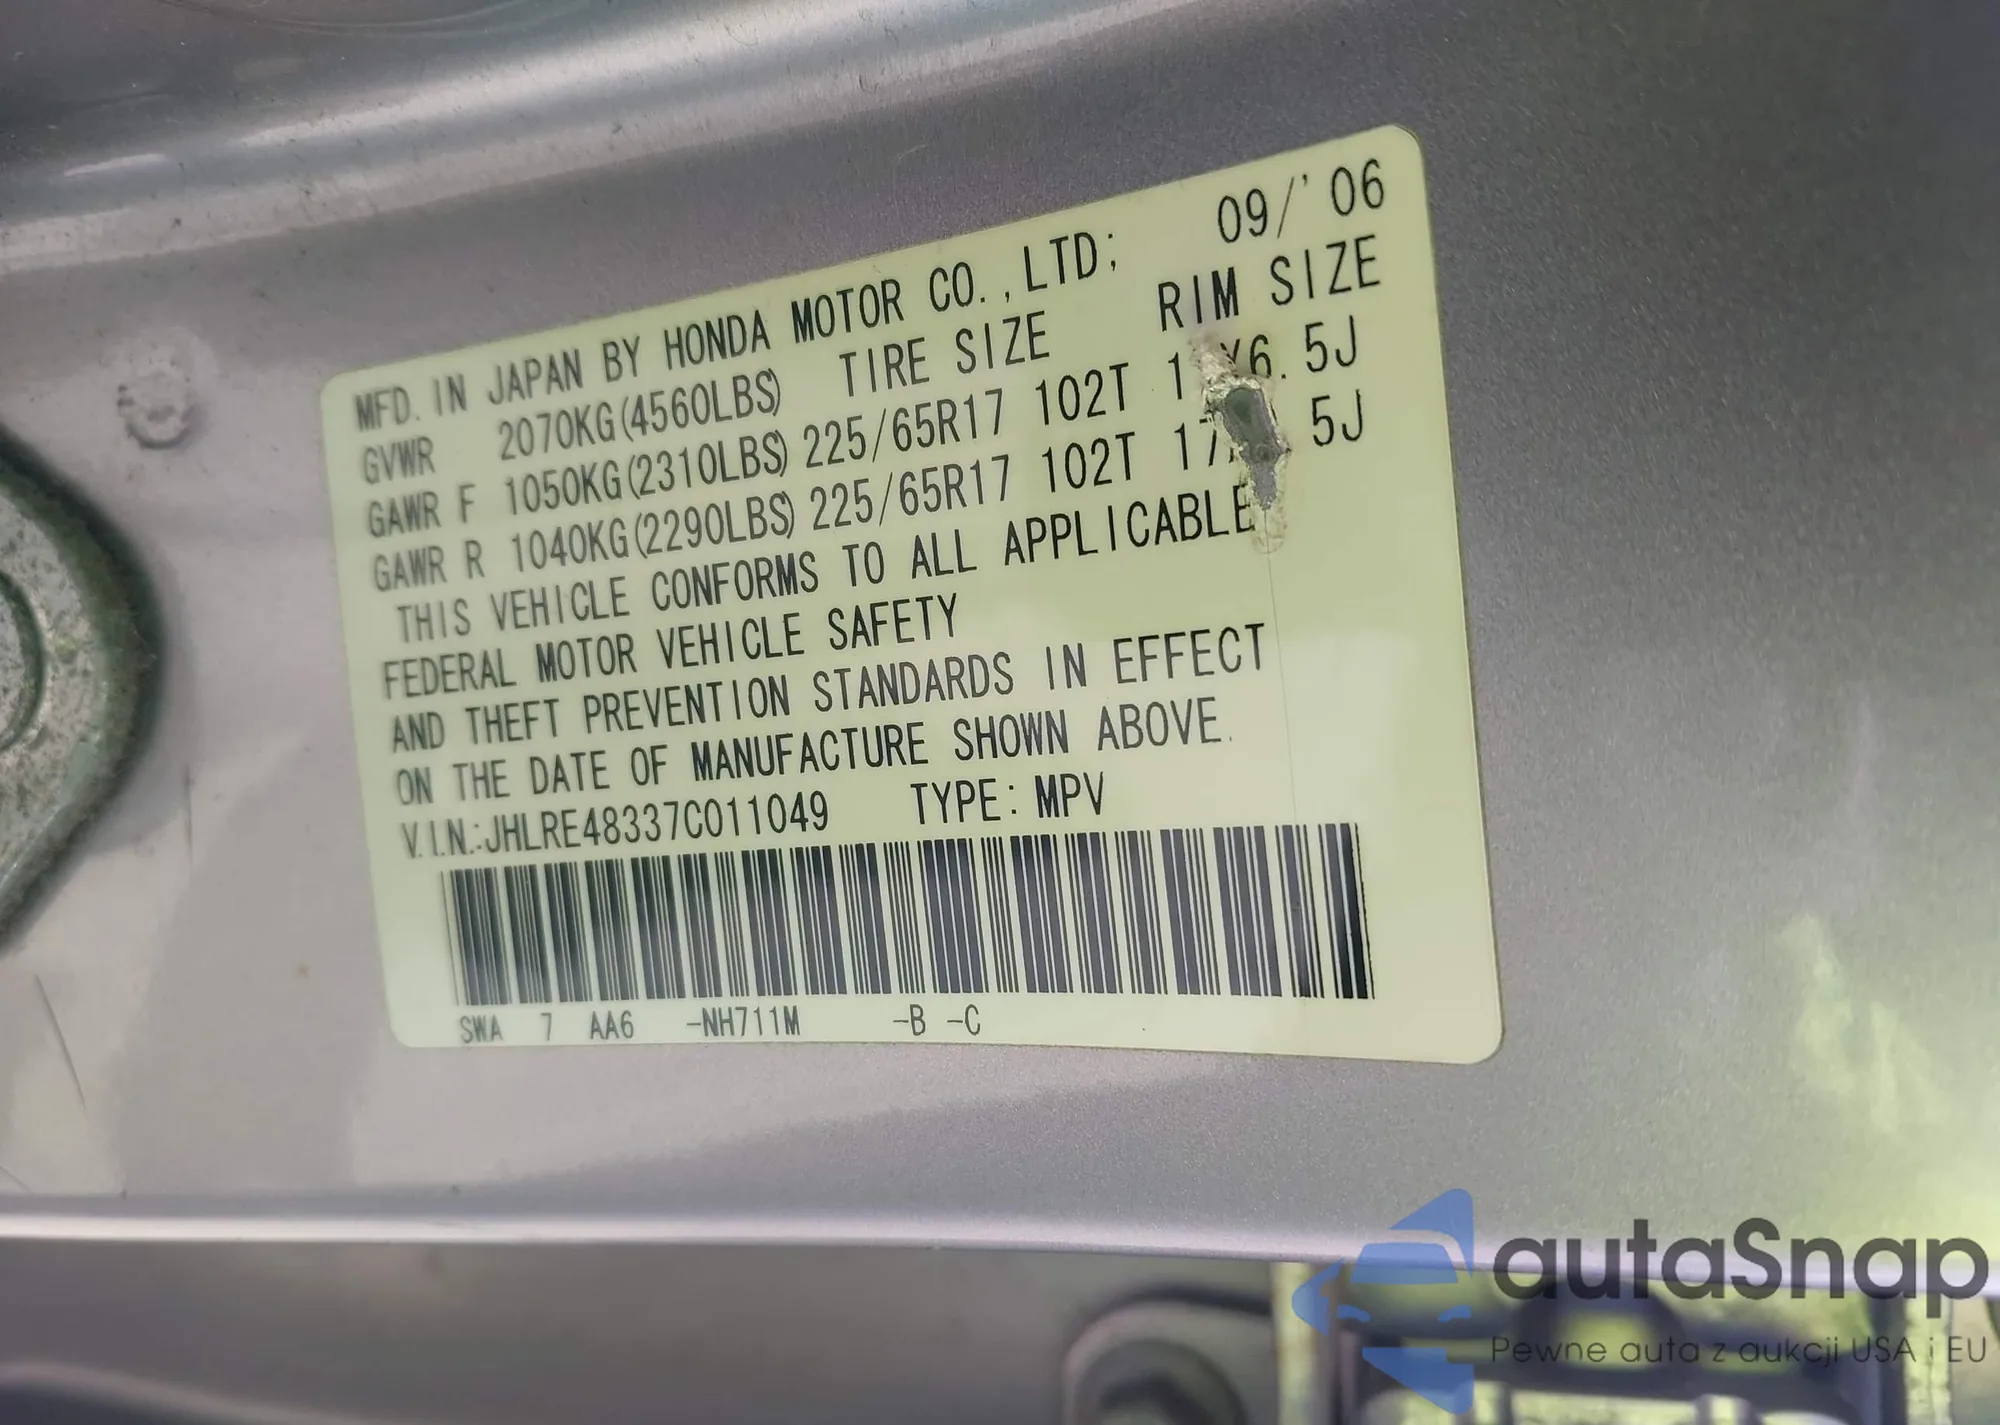 MFD. IN JAPAN BY HONDA MOTOR CO., LTD; 09/'06
GVWR 2070KG(4560LBS) TIRE SIZE RIM SIZE
GAWR F 1050KG(2310LBS) 225/65R17 102T 1 X6.5J
GAWR R 1040KG(2290LBS) 225/65R17 102T 17 5J
THIS VEHICLE CONFORMS TO ALL APPLICABLE
FEDERAL MOTOR VEHICLE SAFETY
AND THEFT PREVENTION STANDARDS IN EFFECT
ON THE DATE OF MANUFACTURE SHOWN ABOVE.
V.I.N.:JHLRE48337C011049 TYPE: MPV
SWA 7 AA6 -NH711M -B -C
autaSnap
Pewne auta z aukcji USA i EU